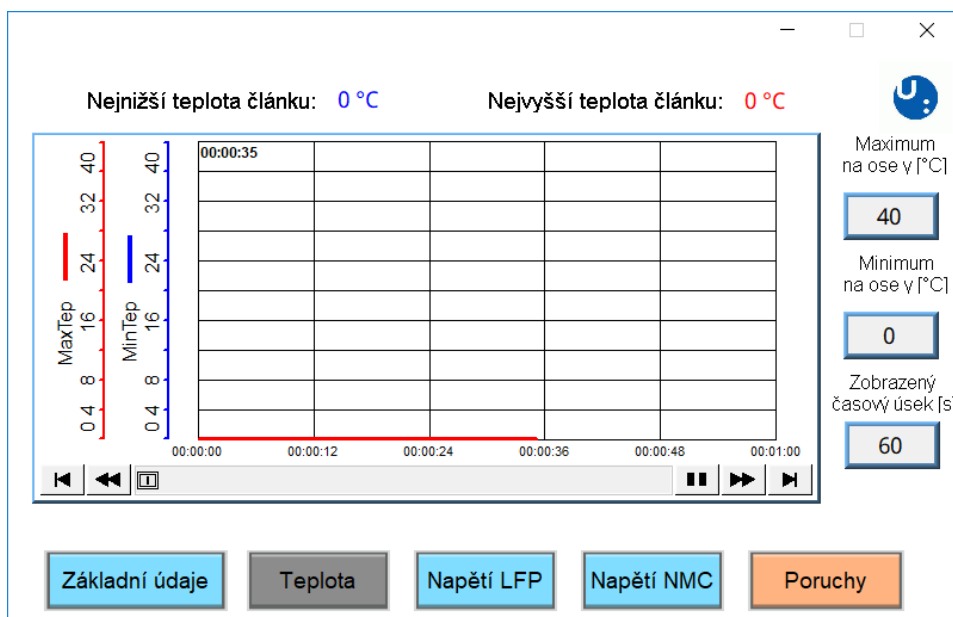 Nejnižší teplota článku: 0 °C
Nejvyšší teplota článku: 0 °C
U:
Maximum
na ose y [°C]
40
Minimum
na ose y [°C]
0
Zobrazený
časový úsek [s]
60
00:00:35
MaxTep
0 4 8 16 24 32 40
MinTep
0 4 8 16 24 32 40
00:00:00 00:00:12 00:00:24 00:00:36 00:00:48 00:01:00
Základní údaje
Teplota
Napětí LFP
Napětí NMC
Poruchy